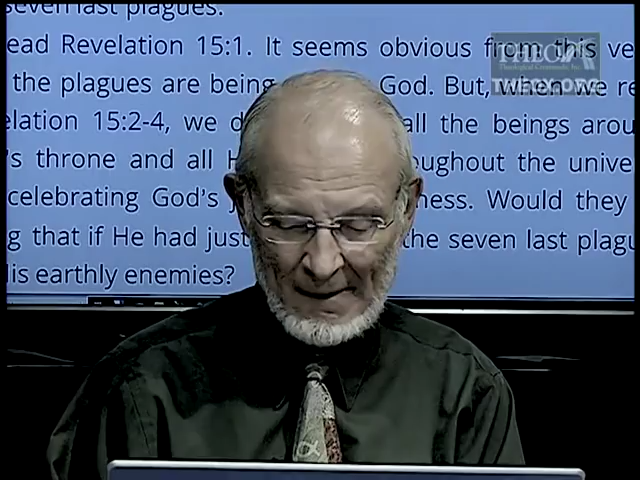 seven last plagues.
ead Revelation 15:1. It seems obvious from this ve
the plagues are being God. But, when we re
elation 15:2-4, we d all the beings arou
's throne and all H oughout the unive
celebrating God's j ness. Would they
g that if He had just the seven last plagu
is earthly enemies?